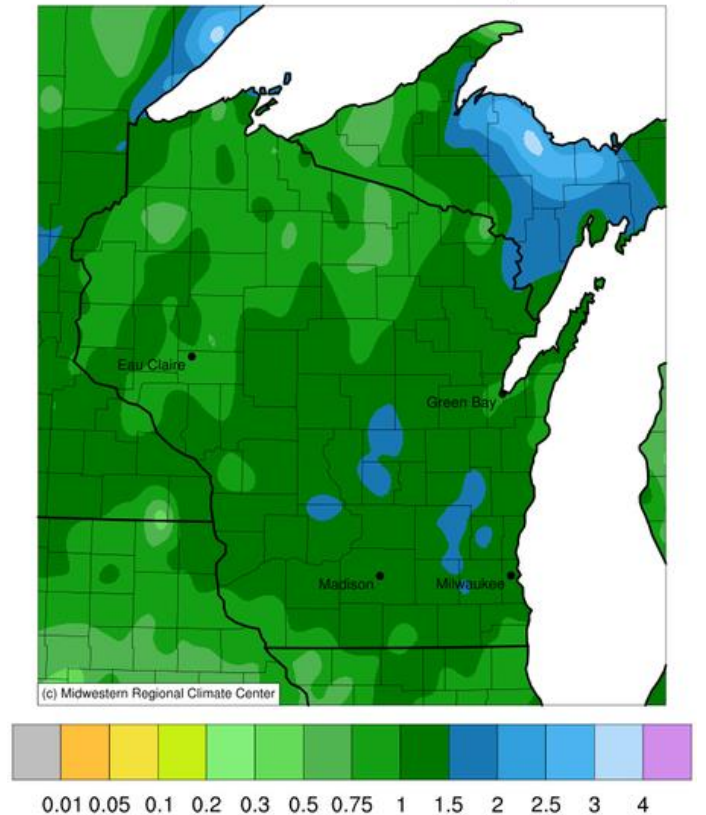 Eau Claire
Green Bay
Madison
Milwaukee
(c) Midwestern Regional Climate Center
0.01 0.05 0.1 0.2 0.3 0.5 0.75 1 1.5 2 2.5 3 4